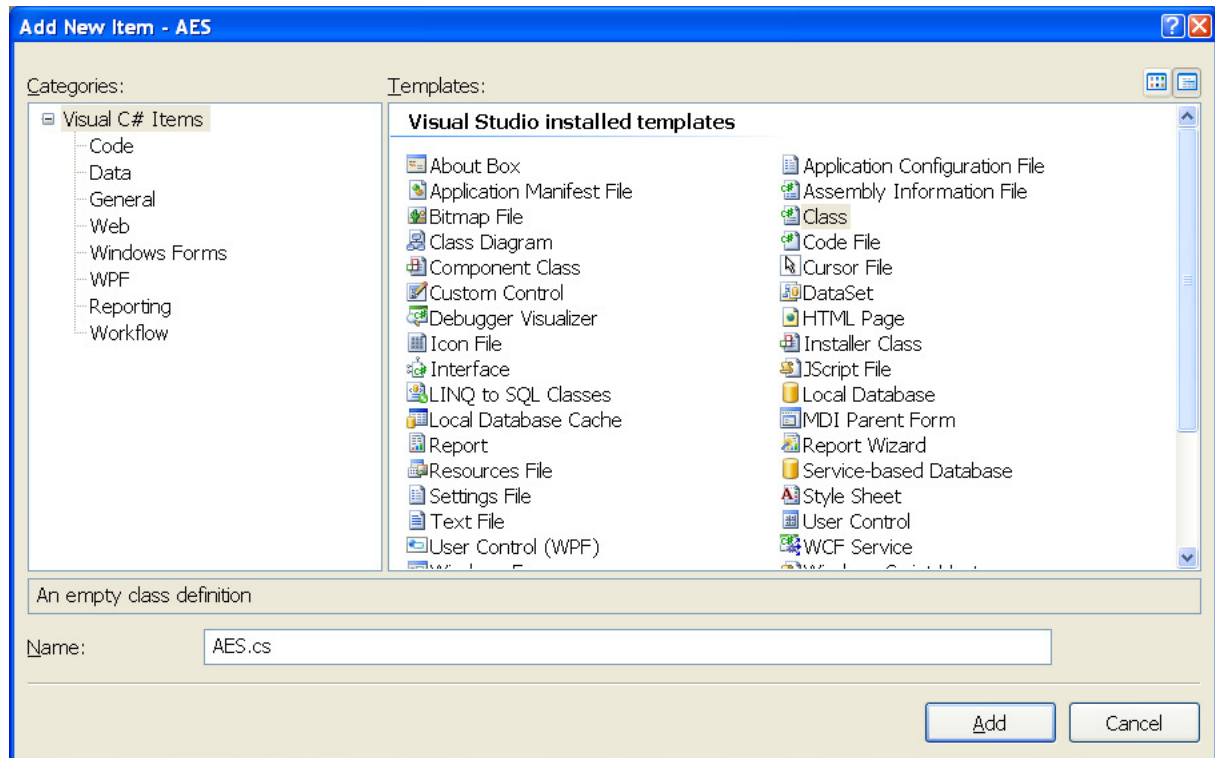 Add New Item - AES
Categories:
Templates:
Visual C# Items
Code
Data
General
Web
Windows Forms
WPF
Reporting
Workflow
Visual Studio installed templates
About Box
Application Manifest File
Bitmap File
Class Diagram
Component Class
Custom Control
Debugger Visualizer
Icon File
Interface
LINQ to SQL Classes
Local Database Cache
Report
Resources File
Settings File
Text File
User Control (WPF)
Application Configuration File
Assembly Information File
Class
Code File
Cursor File
DataSet
HTML Page
Installer Class
JScript File
Local Database
MDI Parent Form
Report Wizard
Service-based Database
Style Sheet
User Control
WCF Service
An empty class definition
Name:
AES.cs
Add
Cancel